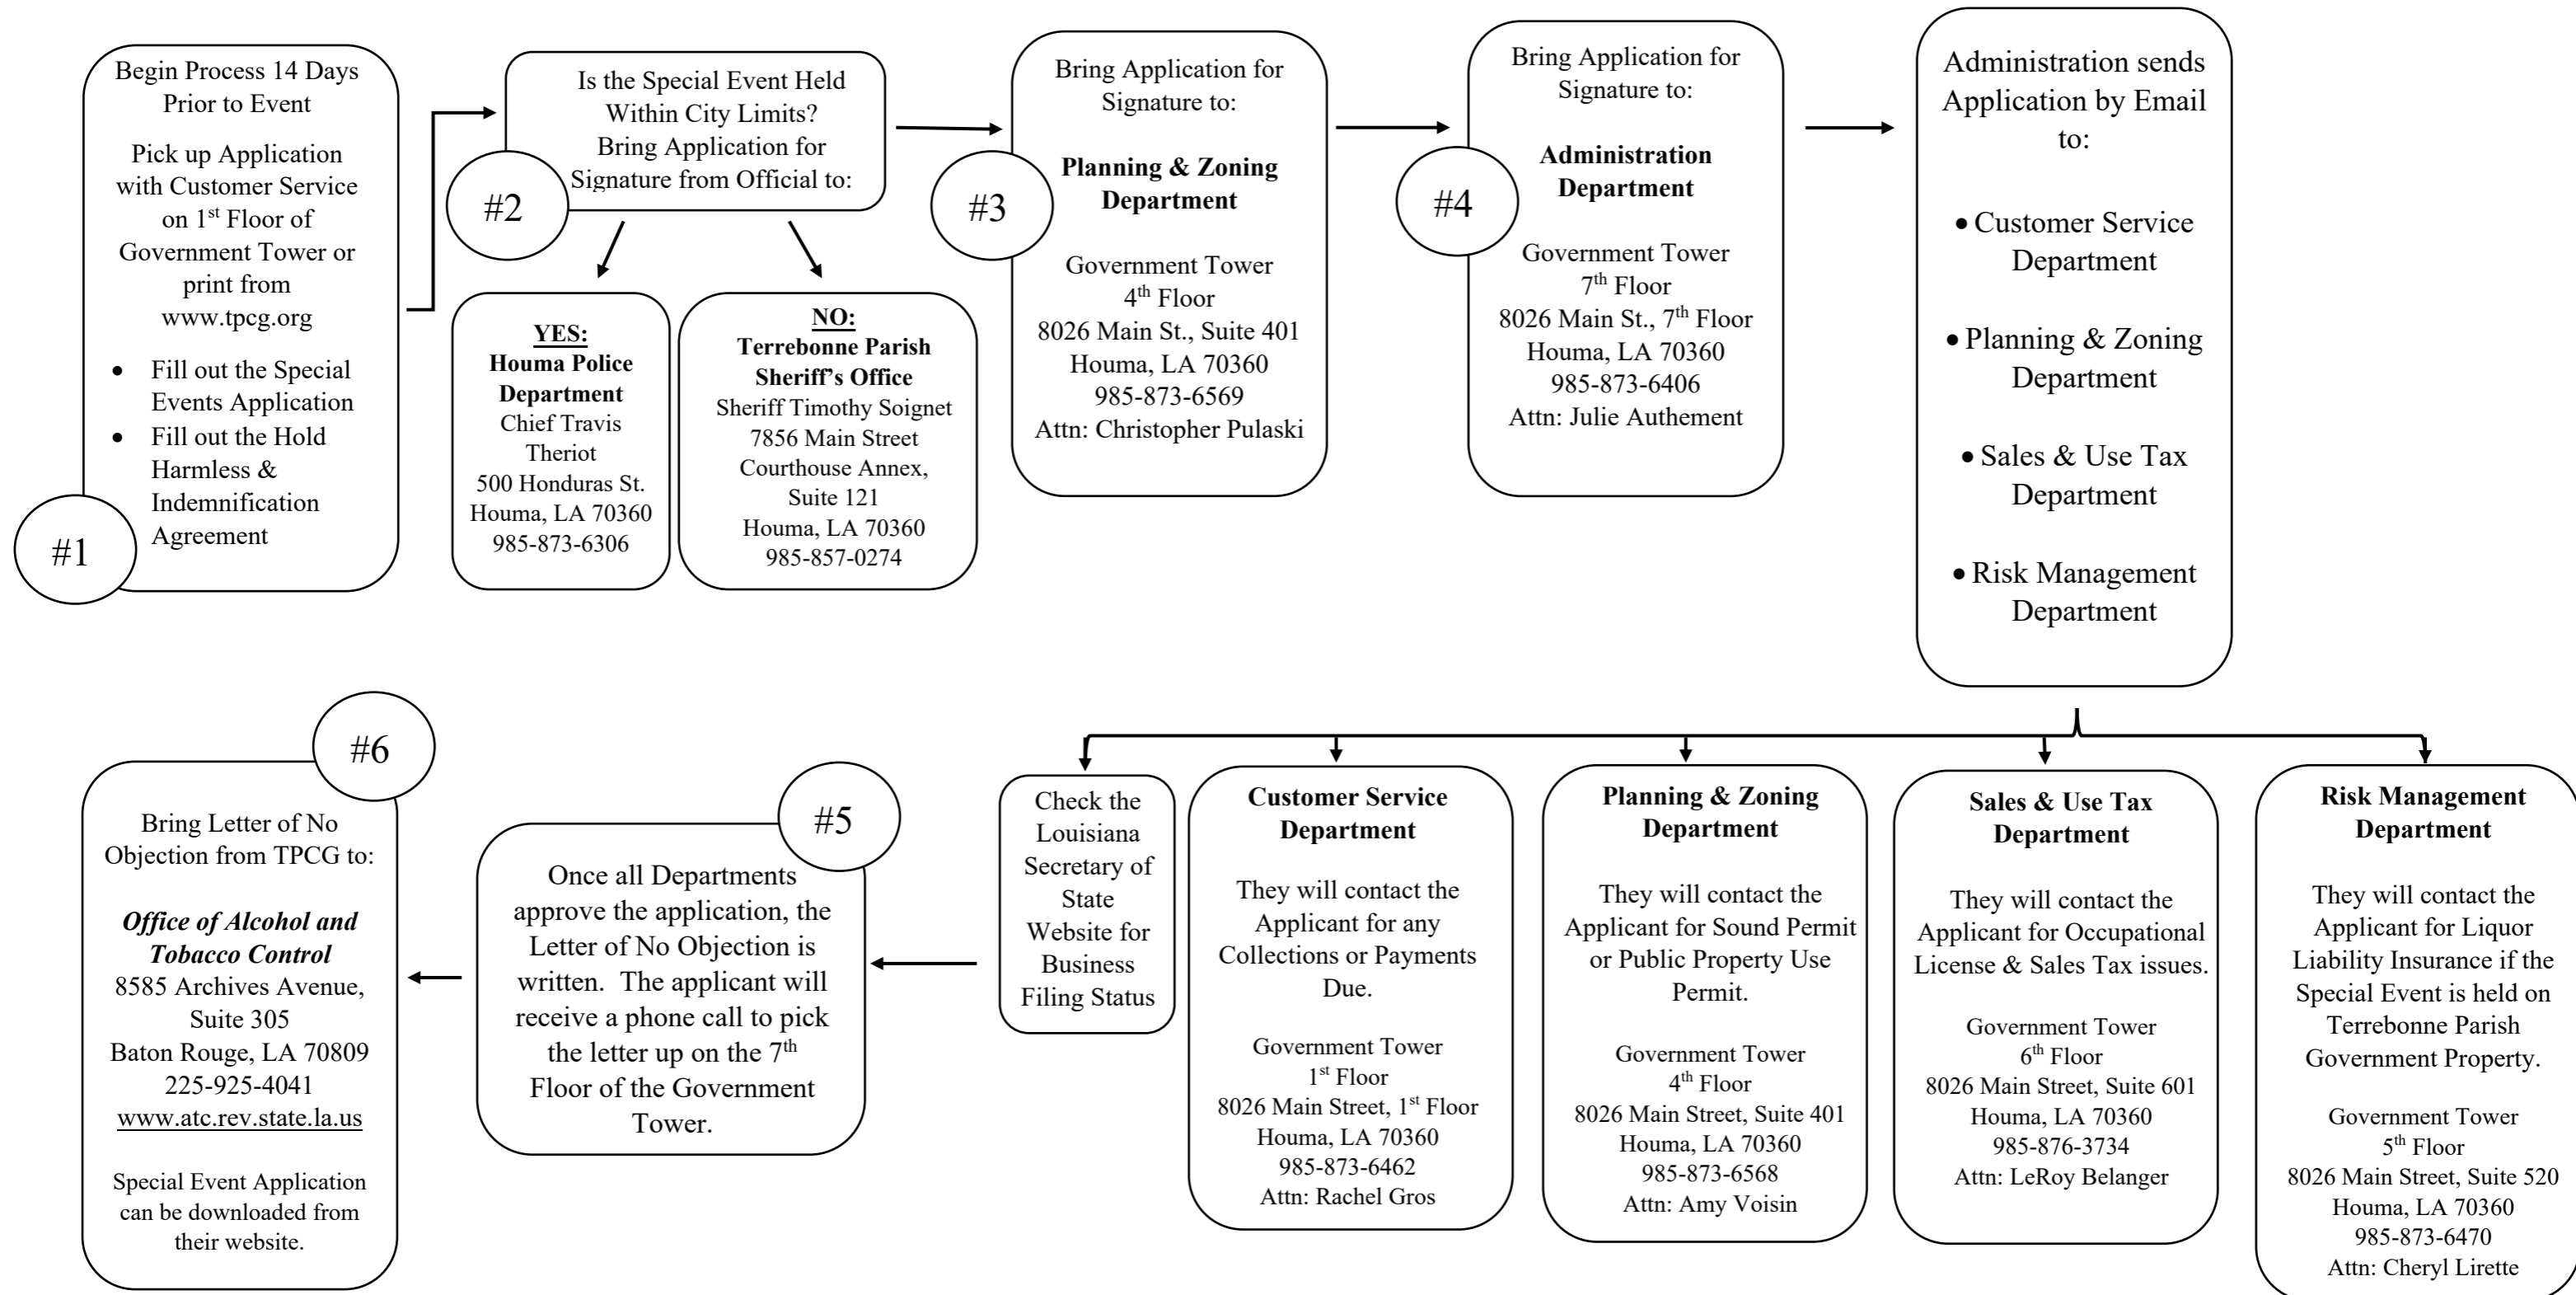 Begin Process 14 Days
Prior to Event
Pick up Application
with Customer Service
on 1st Floor of
Government Tower or
print from
www.tpcg.org
• Fill out the Special
Events Application
• Fill out the Hold
Harmless &
Indemnification
Agreement
#1
Is the Special Event Held
Within City Limits?
Bring Application for
Signature from Official to:
#2
YES:
Houma Police
Department
Chief Travis
Theriot
500 Honduras St.
Houma, LA 70360
985-873-6306
NO:
Terrebonne Parish
Sheriff’s Office
Sheriff Timothy Soignet
7856 Main Street
Courthouse Annex,
Suite 121
Houma, LA 70360
985-857-0274
Bring Application for
Signature to:
Planning & Zoning
Department
#3
Government Tower
4th Floor
8026 Main St., Suite 401
Houma, LA 70360
985-873-6569
Attn: Christopher Pulaski
Bring Application for
Signature to:
Administration
Department
#4
Government Tower
7th Floor
8026 Main St., 7th Floor
Houma, LA 70360
985-873-6406
Attn: Julie Authement
Administration sends
Application by Email
to:
• Customer Service
Department
• Planning & Zoning
Department
• Sales & Use Tax
Department
• Risk Management
Department
Check the
Louisiana
Secretary of
State
Website for
Business
Filing Status
Customer Service
Department
They will contact the
Applicant for any
Collections or Payments
Due.
Government Tower
1st Floor
8026 Main Street, 1st Floor
Houma, LA 70360
985-873-6462
Attn: Rachel Gros
Planning & Zoning
Department
They will contact the
Applicant for Sound Permit
or Public Property Use
Permit.
Government Tower
4th Floor
8026 Main Street, Suite 401
Houma, LA 70360
985-873-6568
Attn: Amy Voisin
Sales & Use Tax
Department
They will contact the
Applicant for Occupational
License & Sales Tax issues.
Government Tower
6th Floor
8026 Main Street, Suite 601
Houma, LA 70360
985-876-3734
Attn: LeRoy Belanger
Risk Management
Department
They will contact the
Applicant for Liquor
Liability Insurance if the
Special Event is held on
Terrebonne Parish
Government Property.
Government Tower
5th Floor
8026 Main Street, Suite 520
Houma, LA 70360
985-873-6470
Attn: Cheryl Lirette
#5
Once all Departments
approve the application, the
Letter of No Objection is
written. The applicant will
receive a phone call to pick
the letter up on the 7th
Floor of the Government
Tower.
#6
Bring Letter of No
Objection from TPCG to:
Office of Alcohol and
Tobacco Control
8585 Archives Avenue,
Suite 305
Baton Rouge, LA 70809
225-925-4041
www.atc.rev.state.la.us
Special Event Application
can be downloaded from
their website.